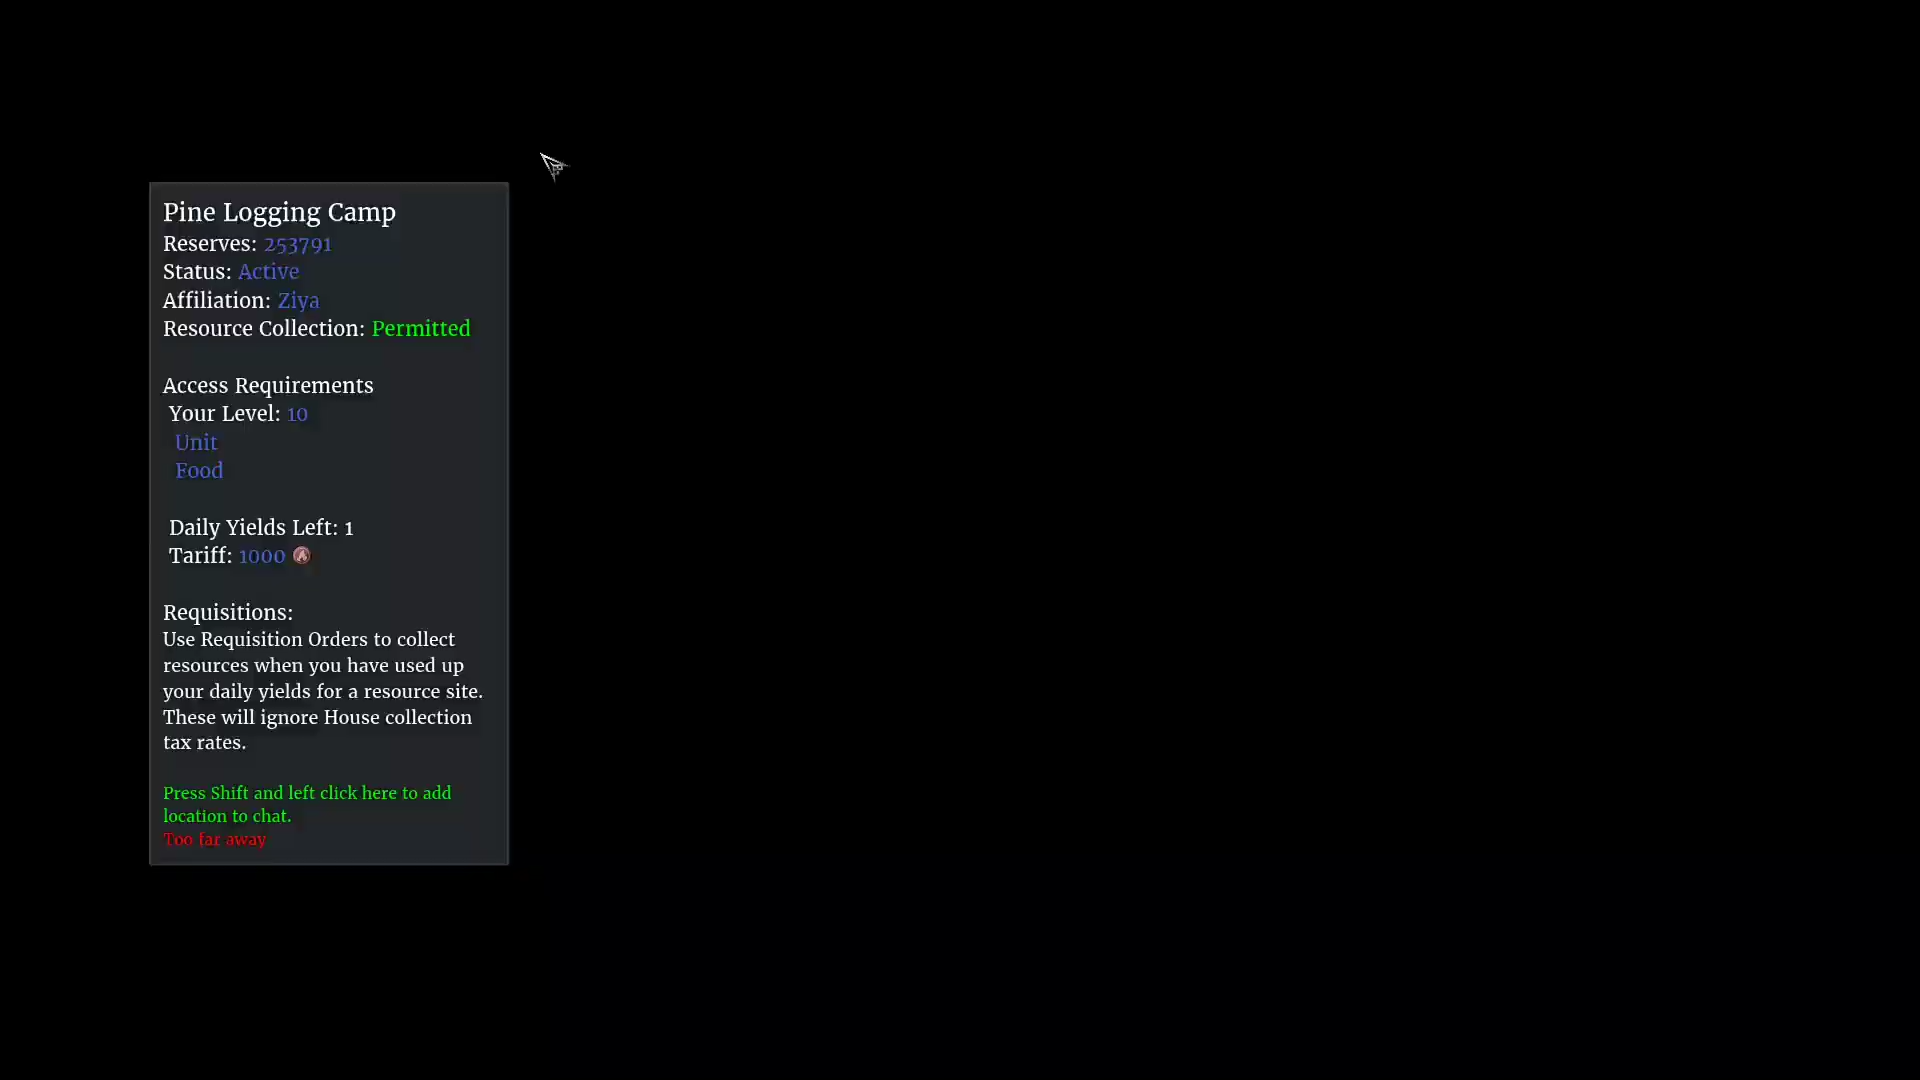 Pine Logging Camp
Reserves: 253791
Status: Active
Affiliation: Ziya
Resource Collection: Permitted
Access Requirements
Your Level: 10
Unit
Food
Daily Yields Left: 1
Tariff: 1000
Requisitions:
Use Requisition Orders to collect
resources when you have used up
your daily yields for a resource site.
These will ignore House collection
tax rates.
Press Shift and left click here to add
location to chat.
Too far away